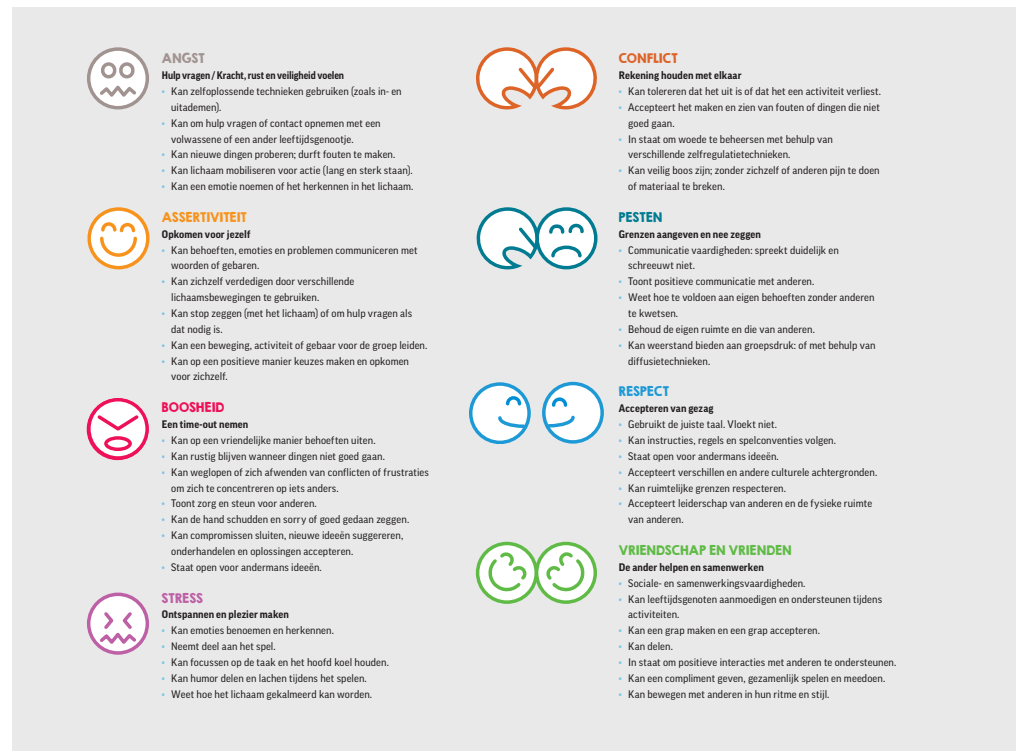 ANGST
Hulp vragen / Kracht, rust en veiligheid voelen
• Kan zelfoplossende technieken gebruiken (zoals in- en
uitademen).
• Kan om hulp vragen of contact opnemen met een
volwassene of een ander leeftijdsgenootje.
• Kan nieuwe dingen proberen; durft fouten te maken.
• Kan lichaam mobiliseren voor actie (lang en sterk staan).
• Kan een emotie noemen of het herkennen in het lichaam.
ASSERTIVITEIT
Opkomen voor jezelf
• Kan behoeften, emoties en problemen communiceren met
woorden of gebaren.
• Kan zichzelf verdedigen door verschillende
lichaamsbewegingen te gebruiken.
• Kan stop zeggen (met het lichaam) of om hulp vragen als
dat nodig is.
• Kan een beweging, activiteit of gebaar voor de groep leiden.
• Kan op een positieve manier keuzes maken en opkomen
voor zichzelf.
BOOSHEID
Een time-out nemen
• Kan op een vriendelijke manier behoeften uiten.
• Kan rustig blijven wanneer dingen niet goed gaan.
• Kan weglopen of zich afwenden van conflicten of frustraties
om zich te concentreren op iets anders.
• Toont zorg en steun voor anderen.
• Kan de hand schudden en sorry of goed gedaan zeggen.
• Kan compromissen sluiten, nieuwe ideeën suggereren,
onderhandelen en oplossingen accepteren.
• Staat open voor andermans ideeën.
STRESS
Ontspannen en plezier maken
• Kan emoties benoemen en herkennen.
• Neemt deel aan het spel.
• Kan focussen op de taak en het hoofd koel houden.
• Kan humor delen en lachen tijdens het spelen.
• Weet hoe het lichaam gekalmeerd kan worden.
CONFLICT
Rekening houden met elkaar
• Kan tolereren dat het uit is of dat het een activiteit verliest.
• Accepteert het maken en zien van fouten of dingen die niet
goed gaan.
• In staat om woede te beheersen met behulp van
verschillende zelfregulatietechnieken.
• Kan veilig boos zijn; zonder zichzelf of anderen pijn te doen
of materiaal te breken.
PESTEN
Grenzen aangeven en nee zeggen
• Communicatie vaardigheden: spreekt duidelijk en
schreeuwt niet.
• Toont positieve communicatie met anderen.
• Weet hoe te voldoen aan eigen behoeften zonder anderen
te kwetsen.
• Behoud de eigen ruimte en die van anderen.
• Kan weerstand bieden aan groepsdruk: of met behulp van
diffusietechnieken.
RESPECT
Accepteren van gezag
• Gebruikt de juiste taal. Vloekt niet.
• Kan instructies, regels en spelconventies volgen.
• Staat open voor andermans ideeën.
• Accepteert verschillen en andere culturele achtergronden.
• Kan ruimtelijke grenzen respecteren.
• Accepteert leiderschap van anderen en de fysieke ruimte
van anderen.
VRIENDSCHAP EN VRIENDEN
De ander helpen en samenwerken
• Sociale- en samenwerkingsvaardigheden.
• Kan leeftijdsgenoten aanmoedigen en ondersteunen tijdens
activiteiten.
• Kan een grap maken en een grap accepteren.
• Kan delen.
• In staat om positieve interacties met anderen te ondersteunen.
• Kan een compliment geven, gezamenlijk spelen en meedoen.
• Kan bewegen met anderen in hun ritme en stijl.